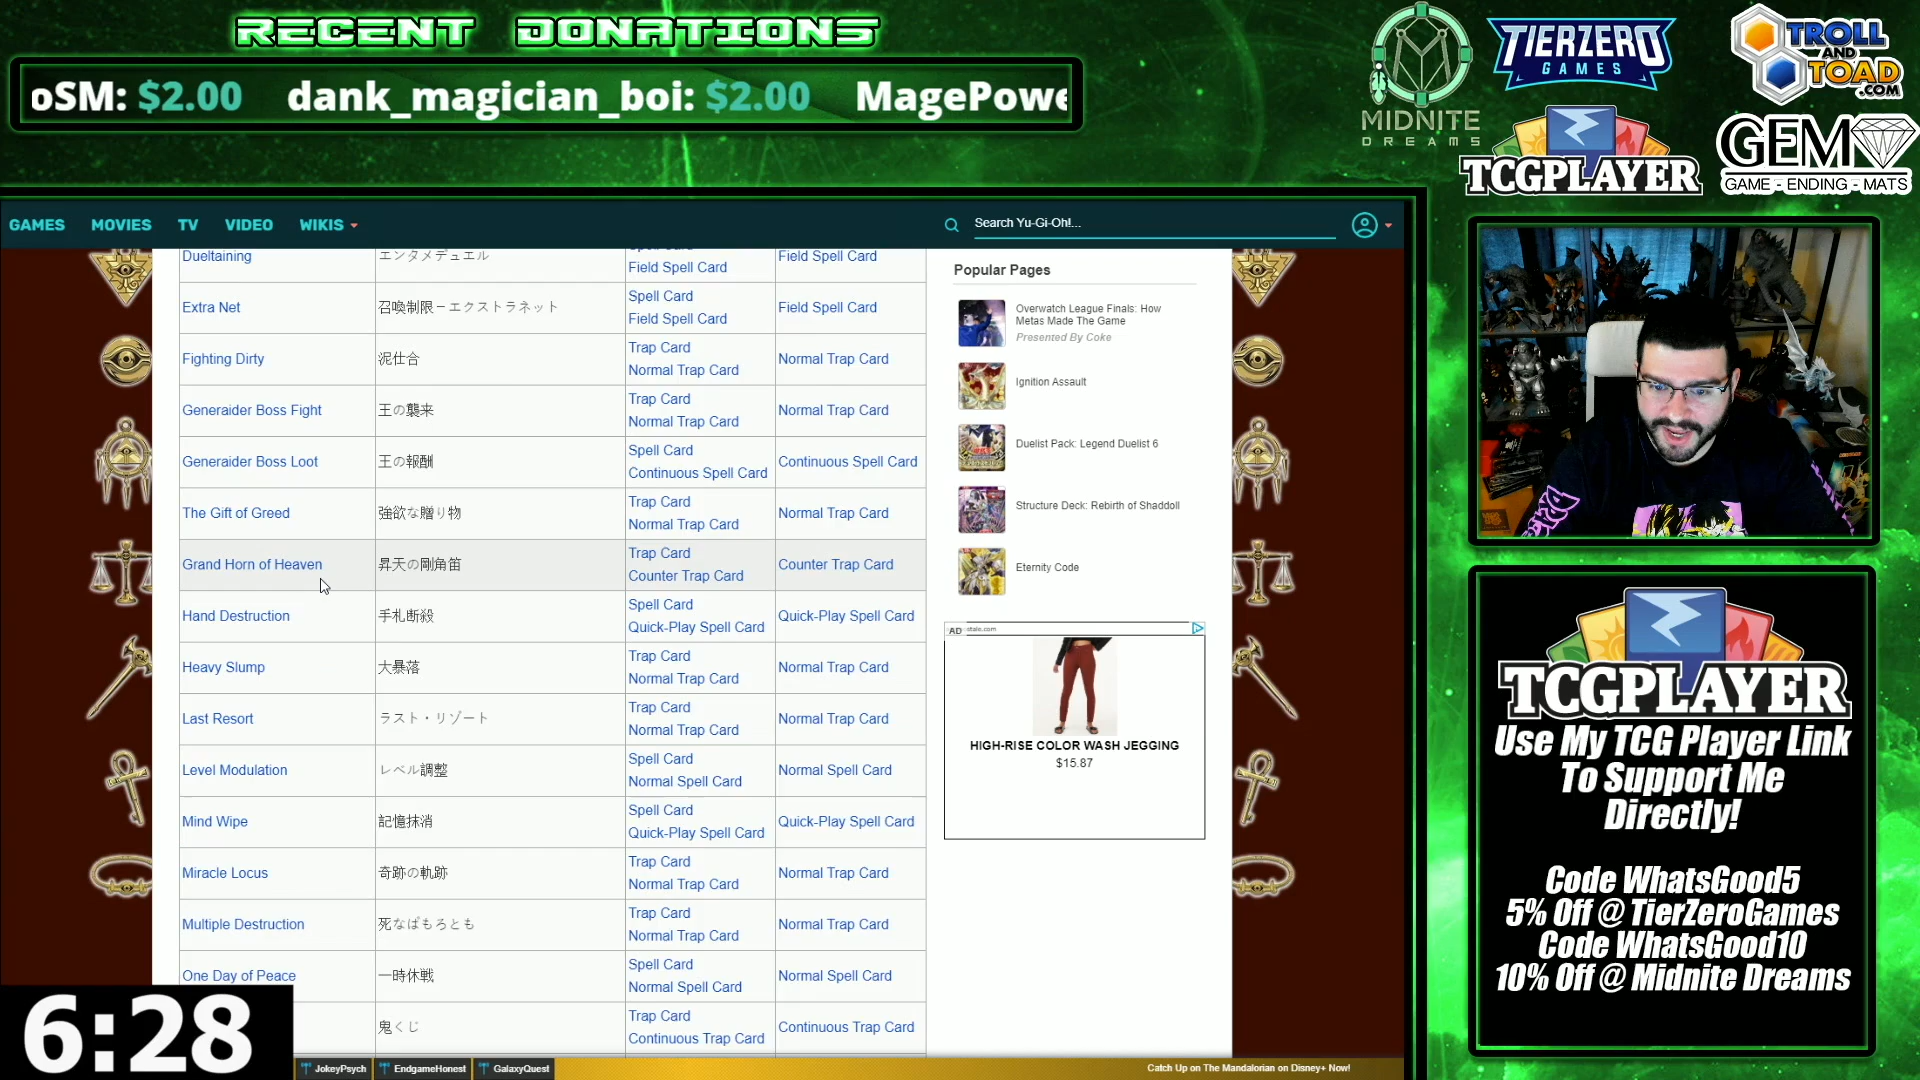 RECENT DONATIONS
oSM: $2.00 dank_magician_boi: $2.00 MagePowe
MIDNITE
DREAMS
TIERZERO
GAMES
TROLL
AND
TOAD
.COM
TCGPLAYER
GEM
GAME - ENDING - MATS
GAMES MOVIES TV VIDEO WIKIS
Search Yu-Gi-Oh!...
Dueltaining エンタメデュエル Spell Card
Field Spell Card Field Spell Card
Extra Net 召喚制限－エクストラネット Spell Card
Field Spell Card Field Spell Card
Fighting Dirty 泥仕合 Trap Card
Normal Trap Card Normal Trap Card
Generaider Boss Fight 王の襲来 Trap Card
Normal Trap Card Normal Trap Card
Generaider Boss Loot 王の報酬 Spell Card
Continuous Spell Card Continuous Spell Card
The Gift of Greed 強欲な贈り物 Trap Card
Normal Trap Card Normal Trap Card
Grand Horn of Heaven 昇天の剛角笛 Trap Card
Counter Trap Card Counter Trap Card
Hand Destruction 手札断殺 Spell Card
Quick-Play Spell Card Quick-Play Spell Card
Heavy Slump 大暴落 Trap Card
Normal Trap Card Normal Trap Card
Last Resort ラスト・リゾート Trap Card
Normal Trap Card Normal Trap Card
Level Modulation レベル調整 Spell Card
Normal Spell Card Normal Spell Card
Mind Wipe 記憶抹消 Spell Card
Quick-Play Spell Card Quick-Play Spell Card
Miracle Locus 奇跡の軌跡 Trap Card
Normal Trap Card Normal Trap Card
Multiple Destruction 死なばもろとも Trap Card
Normal Trap Card Normal Trap Card
One Day of Peace 一時休戦 Spell Card
Normal Spell Card Normal Spell Card
鬼くじ Trap Card
Continuous Trap Card Continuous Trap Card
Popular Pages
Overwatch League Finals: How
Metas Made The Game
Presented By Coke
Ignition Assault
Duelist Pack: Legend Duelist 6
Structure Deck: Rebirth of Shaddoll
Eternity Code
AD
HIGH-RISE COLOR WASH JEGGING
$15.87
TCGPLAYER
Use My TCG Player Link
To Support Me
Directly!
Code WhatsGood5
5% Off @ TierZeroGames
Code WhatsGood10
10% Off @ Midnite Dreams
6:28
JokeyPsych EndgameHonest GalaxyQuest
Catch Up on The Mandalorian on Disney+ Now!